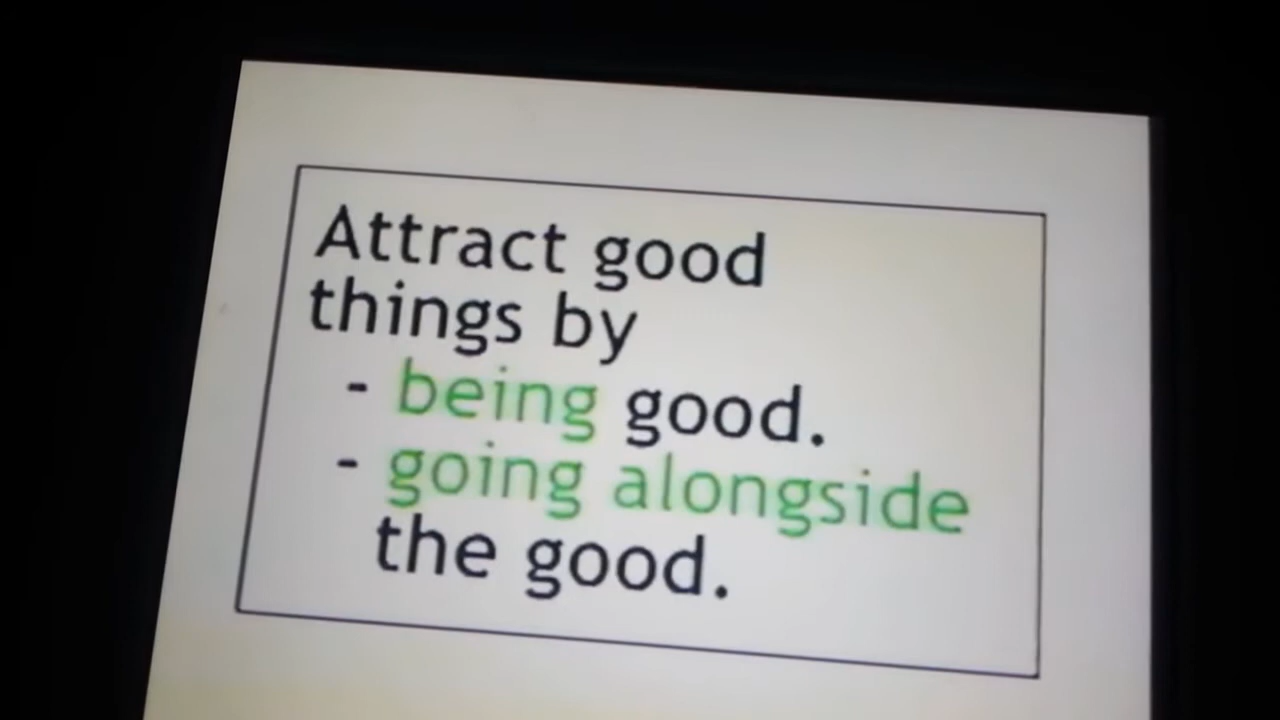 Attract good
things by
- being good.
- going alongside
the good.